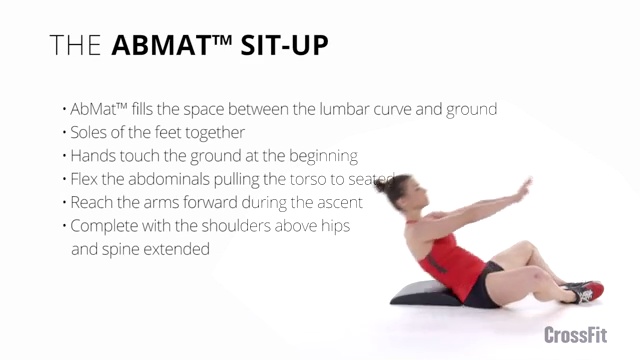 THE ABMAT™ SIT-UP
• AbMat™ fills the space between the lumbar curve and ground
• Soles of the feet together
• Hands touch the ground at the beginning
• Flex the abdominals pulling the torso to seated
• Reach the arms forward during the ascent
• Complete with the shoulders above hips
and spine extended
CrossFit